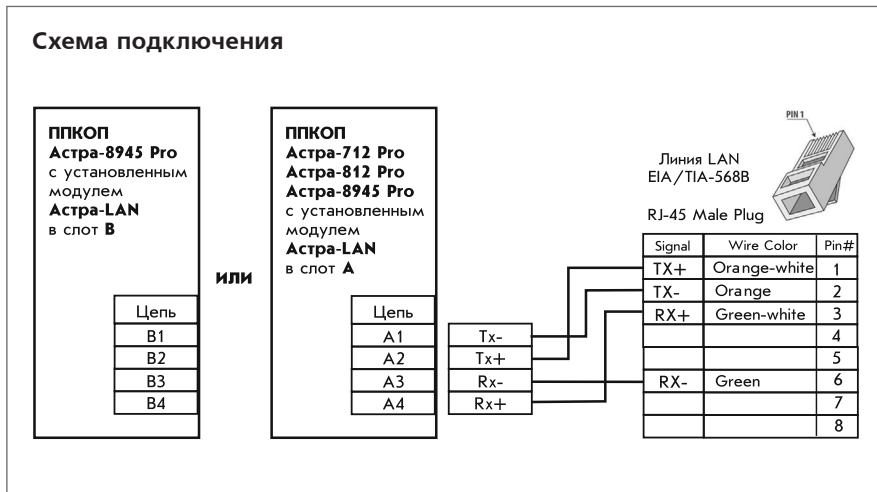 Схема подключения
ППКОП
Астра-8945 Pro
с установленным
модулем
Астра-LAN
в слот B
Цепь
B1
B2
B3
B4
или
ППКОП
Астра-712 Pro
Астра-812 Pro
Астра-8945 Pro
с установленным
модулем
Астра-LAN
в слот A
Цепь
A1 Tx-
A2 Tx+
A3 Rx-
A4 Rx+
PIN 1
Линия LAN
EIA/TIA-568B
RJ-45 Male Plug
Signal Wire Color Pin#
TX+ Orange-white 1
TX- Orange 2
RX+ Green-white 3
4
5
RX- Green 6
7
8